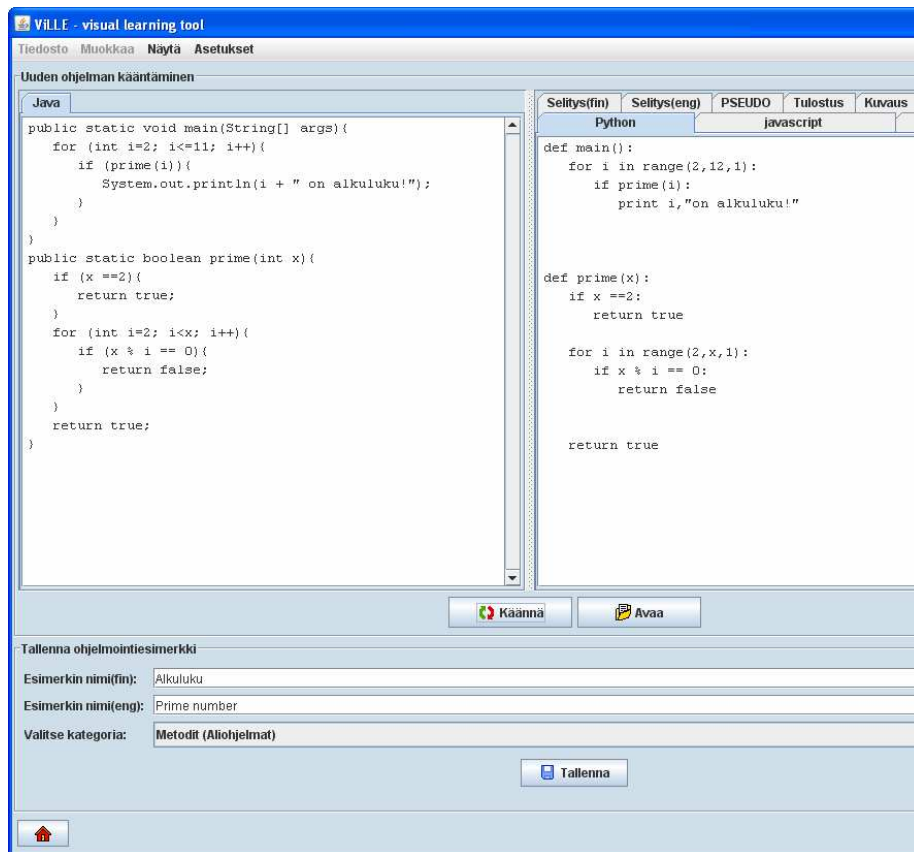 ViLLE - visual learning tool
Tiedosto Muokkaa Näytä Asetukset
Uuden ohjelman kääntäminen
Java
public static void main(String[] args){
for (int i=2; i<=11; i++){
if (prime(i)){
System.out.println(i + " on alkuluku!");
}
}
}
public static boolean prime(int x){
if (x ==2){
return true;
}
for (int i=2; i<x; i++){
if (x % i == 0){
return false;
}
}
return true;
}
Selitys(fin) Selitys(eng) PSEUDO Tulostus Kuvaus
Python javascript
def main():
for i in range(2,12,1):
if prime(i):
print i,"on alkuluku!"
def prime(x):
if x ==2:
return true
for i in range(2,x,1):
if x % i == 0:
return false
return true
Käännä Avaa
Tallenna ohjelmointiesimerkki
Esimerkin nimi(fin): Alkuluku
Esimerkin nimi(eng): Prime number
Valitse kategoria: Metodit (Aliohjelmat)
Tallenna